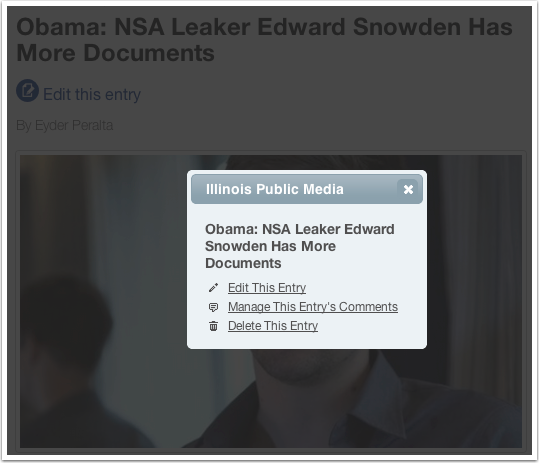 Obama: NSA Leaker Edward Snowden Has
More Documents
Edit this entry
By Eyder Peralta
Illinois Public Media
Obama: NSA Leaker Edward
Snowden Has More
Documents
Edit This Entry
Manage This Entry's Comments
Delete This Entry